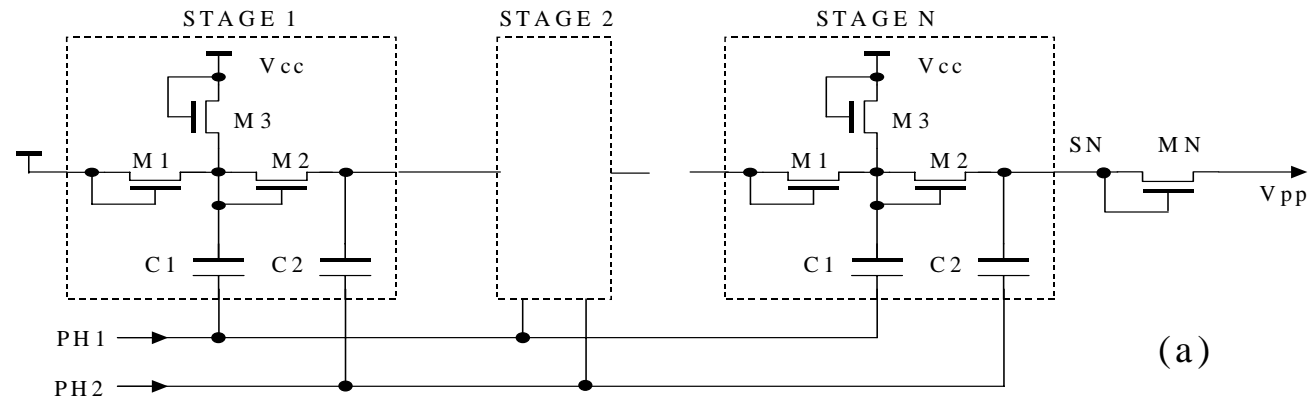 STAGE 1
STAGE 2
STAGE N
Vcc
Vcc
M3
M3
M1
M2
M1
M2
SN
MN
Vpp
C1
C2
C1
C2
PH1
PH2
(a)